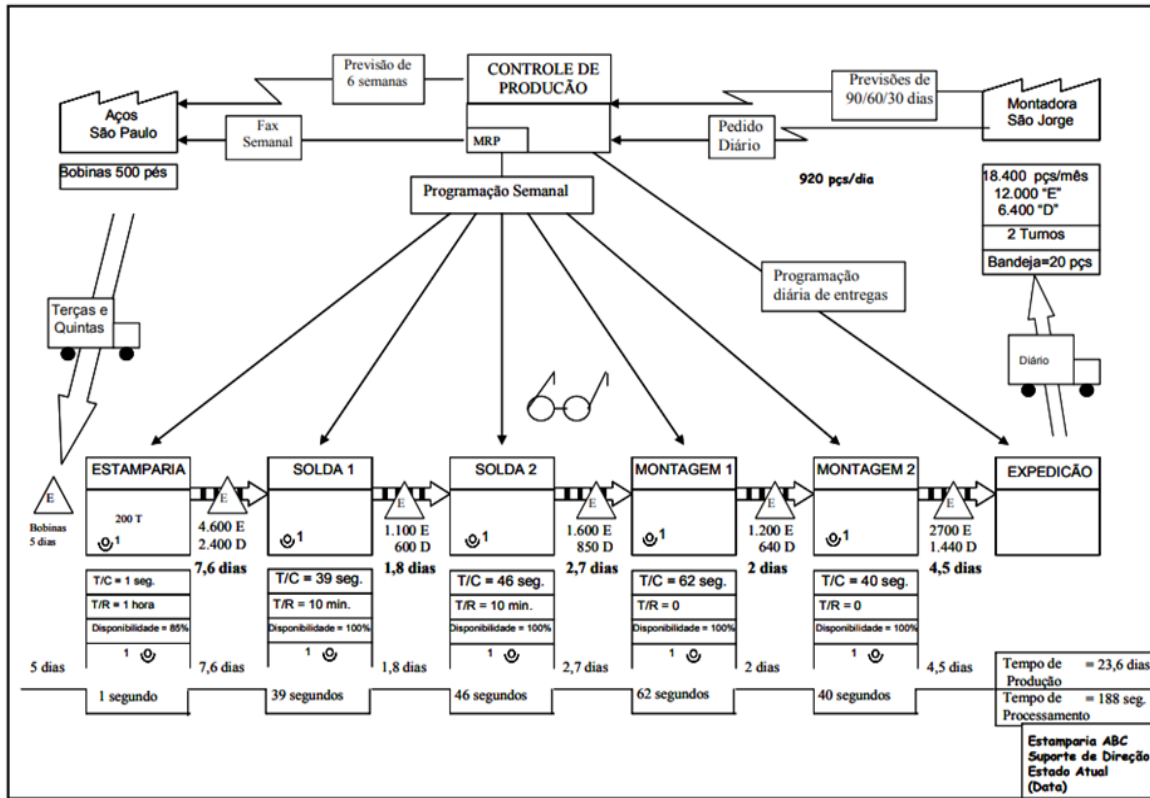 Previsão de
6 semanas
CONTROLE DE
PRODUCÃO
MRP
Previsões de
90/60/30 dias
Aços
São Paulo
Fax
Semanal
Pedido
Diário
Montadora
São Jorge
Bobinas 500 pés
Programação Semanal
920 pçs/dia
18.400 pçs/mês
12.000 “E”
6.400 “D”
2 Turnos
Bandeja=20 pçs
Programação
diária de entregas
Terças e
Quintas
Diário
E
Bobinas
5 dias
ESTAMPARIA
200 T
1
E
4.600 E
2.400 D
7,6 dias
SOLDA 1
1
E
1.100 E
600 D
1,8 dias
SOLDA 2
1
E
1.600 E
850 D
2,7 dias
MONTAGEM 1
1
E
1.200 E
640 D
2 dias
MONTAGEM 2
1
E
2700 E
1.440 D
4,5 dias
EXPEDIÇÃO
T/C = 1 seg.
T/R = 1 hora
Disponibilidade = 85%
1
T/C = 39 seg.
T/R = 10 min.
Disponibilidade = 100%
1
T/C = 46 seg.
T/R = 10 min.
Disponibilidade = 100%
1
T/C = 62 seg.
T/R = 0
Disponibilidade = 100%
1
T/C = 40 seg.
T/R = 0
Disponibilidade = 100%
1
5 dias
7,6 dias
1,8 dias
2,7 dias
2 dias
4,5 dias
1 segundo
39 segundos
46 segundos
62 segundos
40 segundos
Tempo de = 23,6 dias
Produção
Tempo de = 188 seg.
Processamento
Estamparia ABC
Suporte de Direção
Estado Atual
(Data)